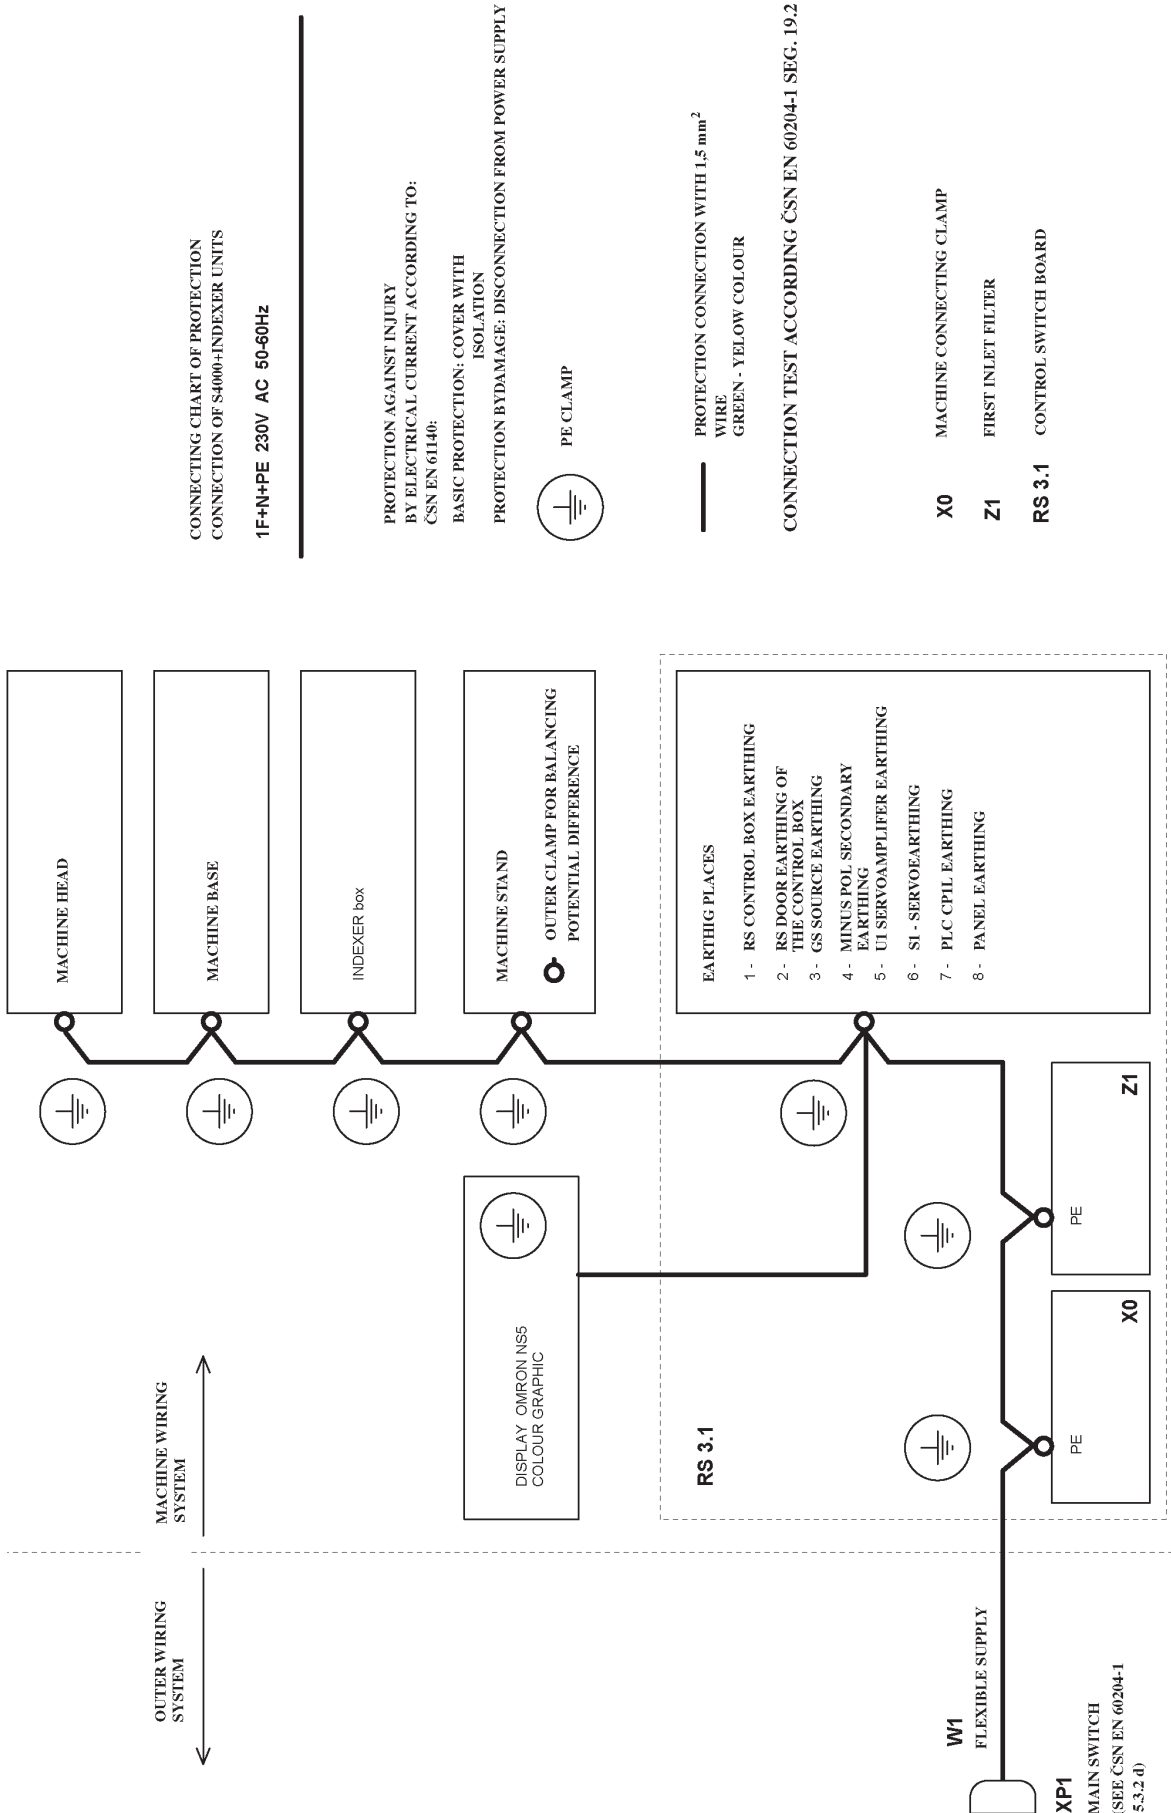 OUTER WIRING
SYSTEM
MACHINE WIRING
SYSTEM
MACHINE HEAD
MACHINE BASE
INDEXER box
MACHINE STAND
OUTER CLAMP FOR BALANCING
POTENTIAL DIFFERENCE
DISPLAY OMRON NS5
COLOUR GRAPHIC
RS 3.1
EARTHIG PLACES
1 - RS CONTROL BOX EARTHING
2 - RS DOOR EARTHING OF
THE CONTROL BOX
3 - GS SOURCE EARTHING
4 - MINUS POL SECONDARY
EARTHING
5 - U1 SERVOAMPLIFER EARTHING
6 - S1 - SERVOEARTHING
7 - PLC CP1L EARTHING
8 - PANEL EARTHING
W1
FLEXIBLE SUPPLY
XP1
MAIN SWITCH
(SEE ČSN EN 60204-1
5.3.2 d)
PE
X0
PE
Z1
CONNECTING CHART OF PROTECTION
CONNECTION OF S4000+INDEXER UNITS
1F+N+PE 230V AC 50-60Hz
PROTECTION AGAINST INJURY
BY ELECTRICAL CURRENT ACCORDING TO:
ČSN EN 61140:
BASIC PROTECTION: COVER WITH
ISOLATION
PROTECTION BYDAMAGE: DISCONNECTION FROM POWER SUPPLY
PE CLAMP
PROTECTION CONNECTION WITH 1,5 mm²
WIRE
GREEN - YELOW COLOUR
CONNECTION TEST ACCORDING ČSN EN 60204-1 SEG. 19.2
X0 MACHINE CONNECTING CLAMP
Z1 FIRST INLET FILTER
RS 3.1 CONTROL SWITCH BOARD